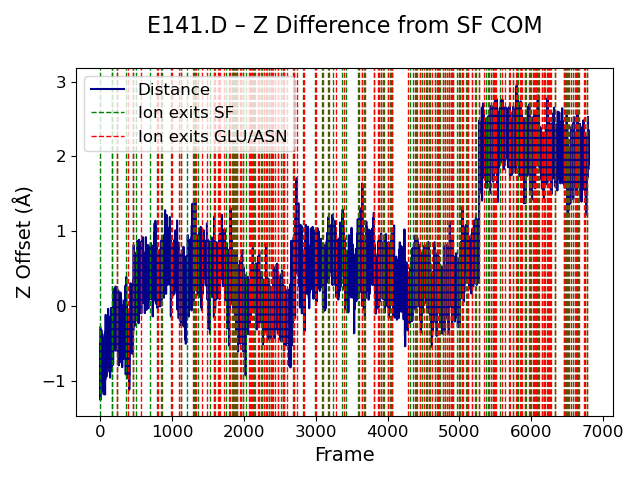 E141.D – Z Difference from SF COM
Distance
Ion exits SF
Ion exits GLU/ASN
Z Offset (Å)
3
2
1
0
−1
0 1000 2000 3000 4000 5000 6000 7000
Frame